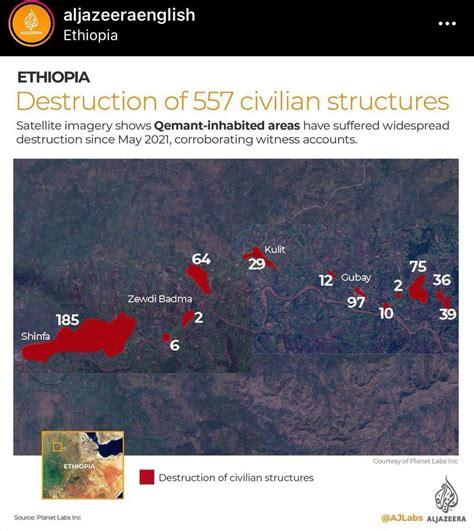 aljazeeraenglish
Ethiopia
ALJAZEERA
ETHIOPIA
Destruction of 557 civilian structures
Satellite imagery shows Qemant-inhabited areas have suffered widespread
destruction since May 2021, corroborating witness accounts.
Kulit
64
29
75
12
Gubay
2
36
Zewdi Badma
97
185
2
10
39
Shinfa
6
Courtesy of Planet Labs Inc
ETHIOPIA
Destruction of civilian structures
Source: Planet Labs Inc
@AJLabs
ALJAZEERA